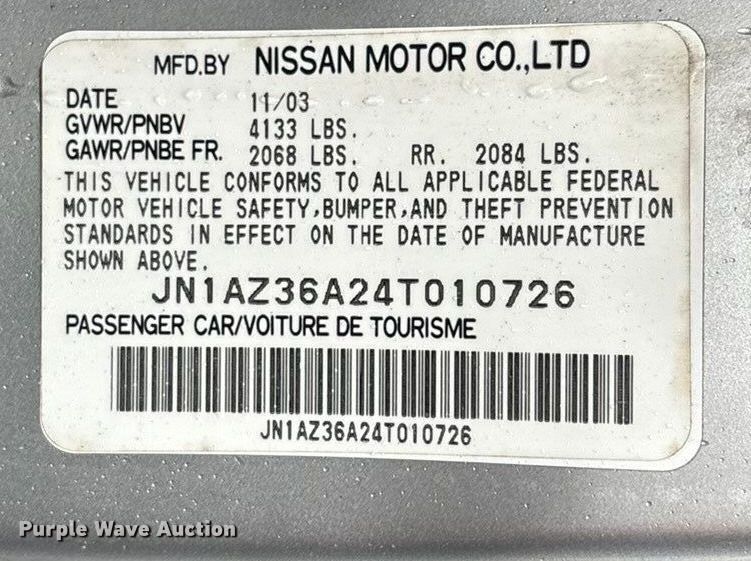 MFD.BY NISSAN MOTOR CO.,LTD
DATE 11/03
GVWR/PNBV 4133 LBS.
GAWR/PNBE FR. 2068 LBS. RR. 2084 LBS.
THIS VEHICLE CONFORMS TO ALL APPLICABLE FEDERAL
MOTOR VEHICLE SAFETY,BUMPER,AND THEFT PREVENTION
STANDARDS IN EFFECT ON THE DATE OF MANUFACTURE
SHOWN ABOVE.
JN1AZ36A24T010726
PASSENGER CAR/VOITURE DE TOURISME
JN1AZ36A24T010726
Purple Wave Auction